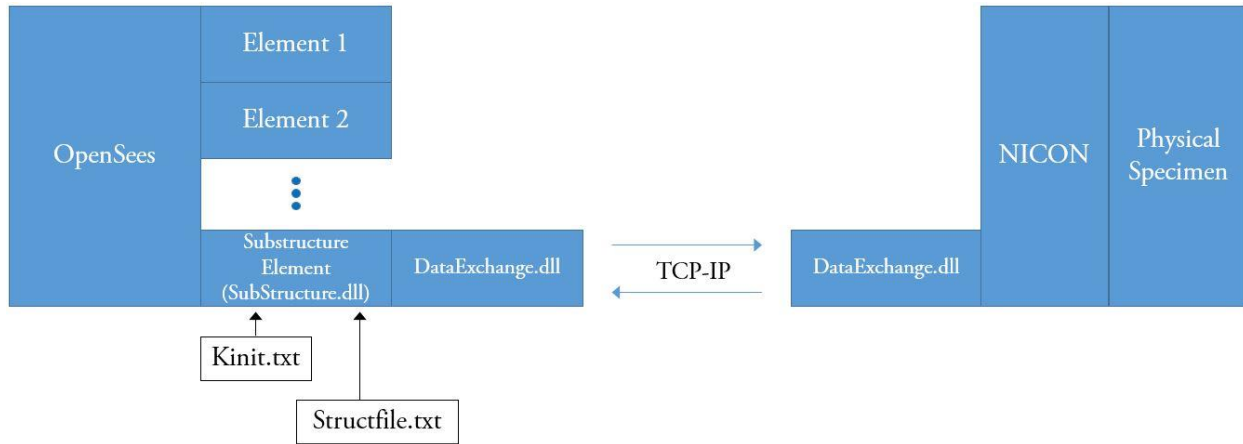 Element 1
Element 2
OpenSees
NICON
Physical
Specimen
Substructure
Element
(SubStructure.dll)
DataExchange.dll
TCP-IP
DataExchange.dll
Kinit.txt
Structfile.txt